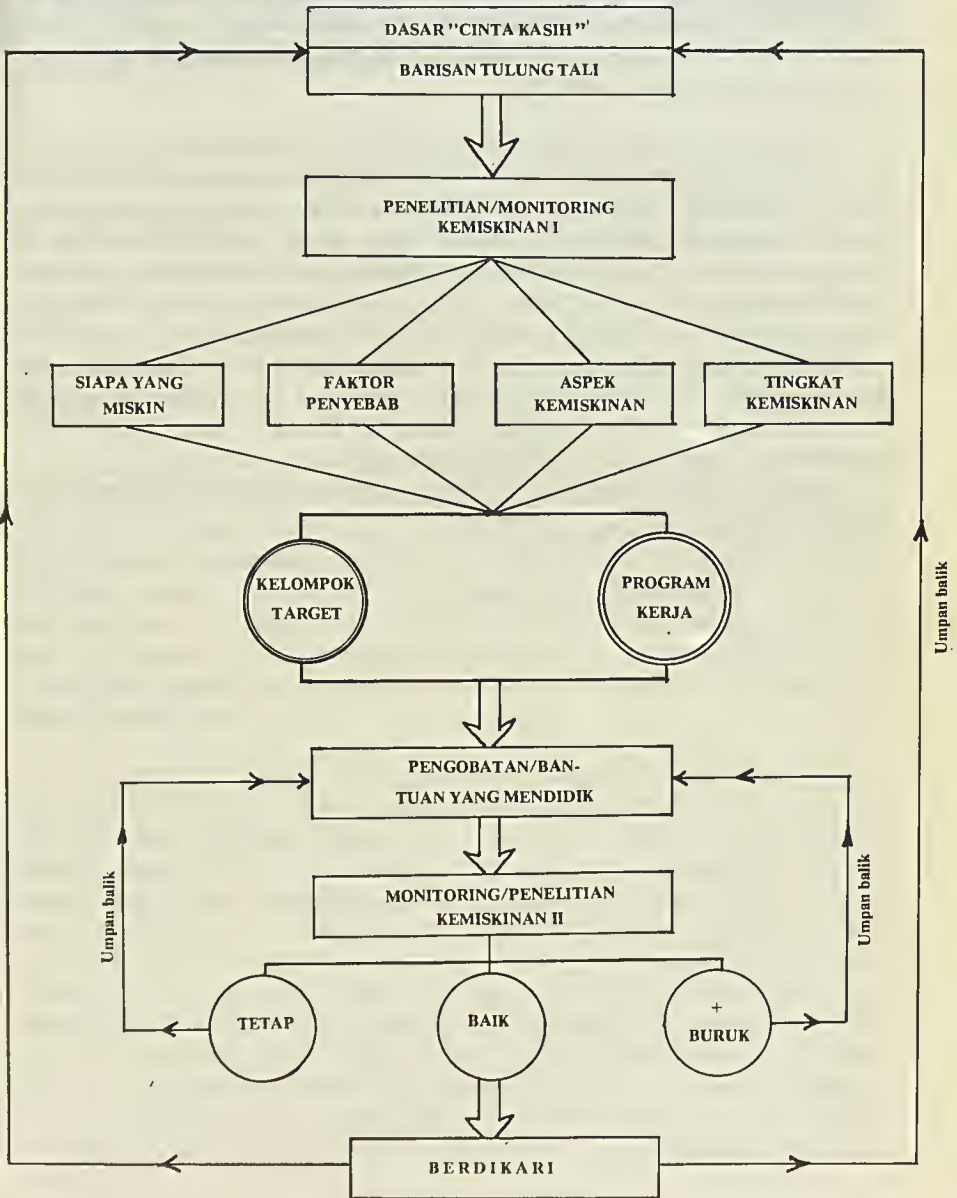 DASAR "CINTA KASIH"
BARISAN TULUNG TALI
PENELITIAN/MONITORING
KEMISKINAN I
SIAPA YANG
MISKIN
FAKTOR
PENYEBAB
ASPEK
KEMISKINAN
TINGKAT
KEMISKINAN
KELOMPOK
TARGET
PROGRAM
KERJA
Umpan balik
PENGOBATAN/BAN-
TUAN YANG MENDIDIK
MONITORING/PENELITIAN
KEMISKINAN II
Umpan balik
Umpan balik
TETAP
BAIK
+
BURUK
BERDIKARI